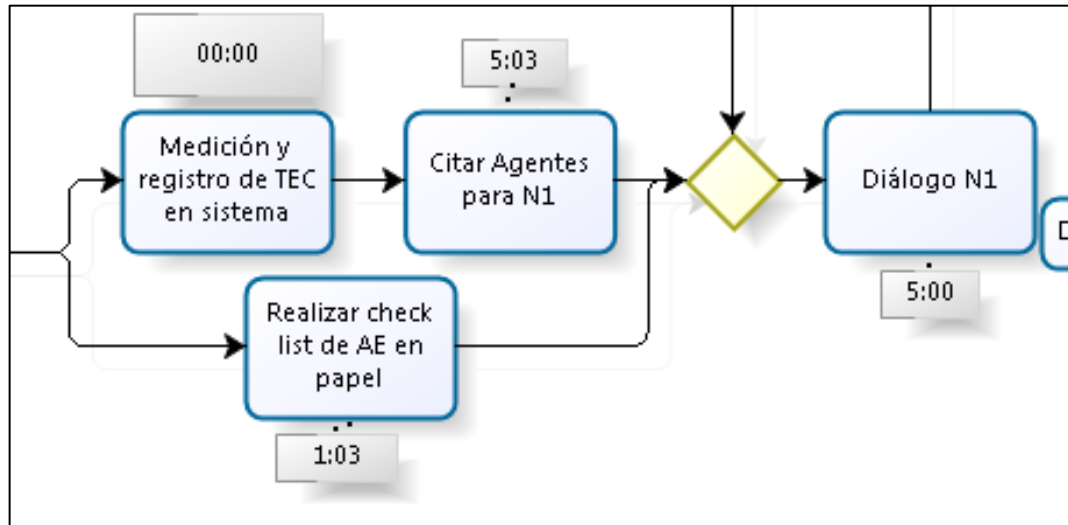 00:00
Medición y
registro de TEC
en sistema
5:03
Citar Agentes
para N1
Diálogo N1
5:00
Realizar check
list de AE en
papel
1:03